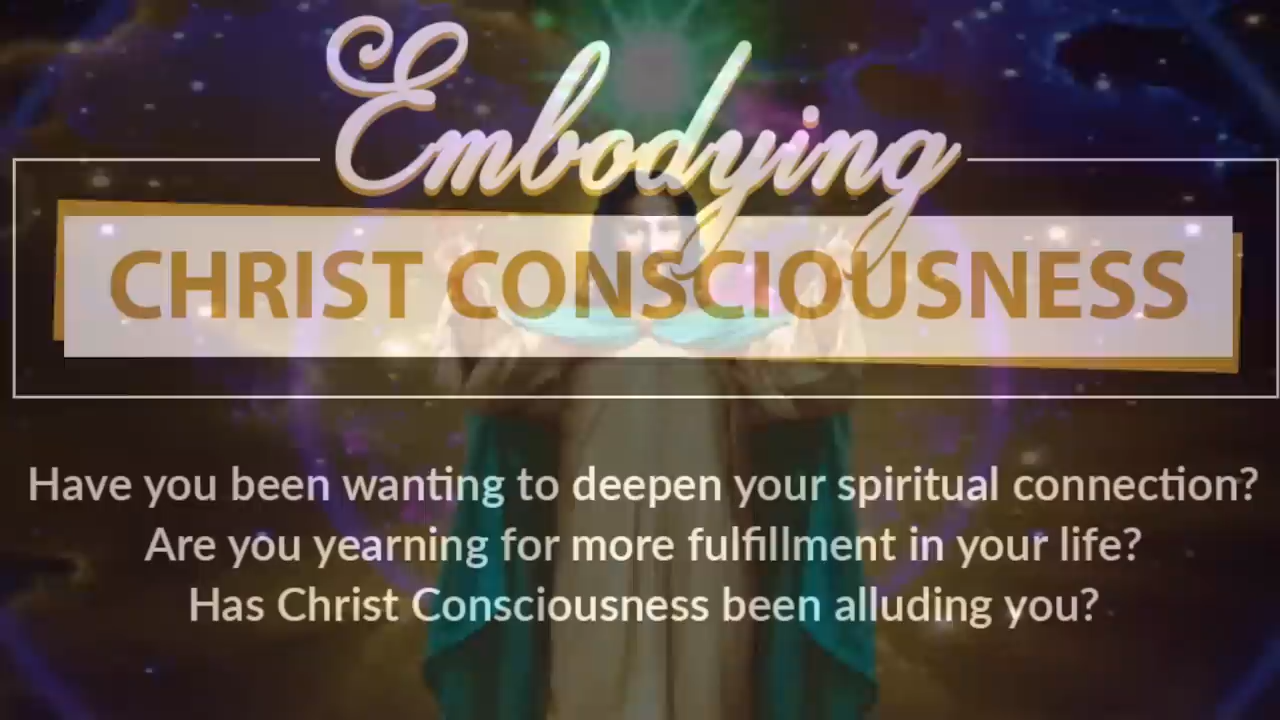 Embodying
CHRIST CONSCIOUSNESS
Have you been wanting to deepen your spiritual connection?
Are you yearning for more fulfillment in your life?
Has Christ Consciousness been alluding you?